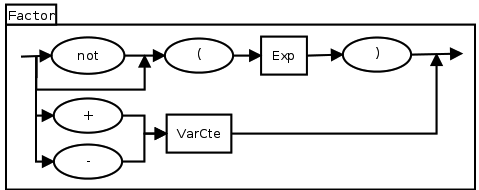 Factor
not ( Exp )
+
VarCte
-